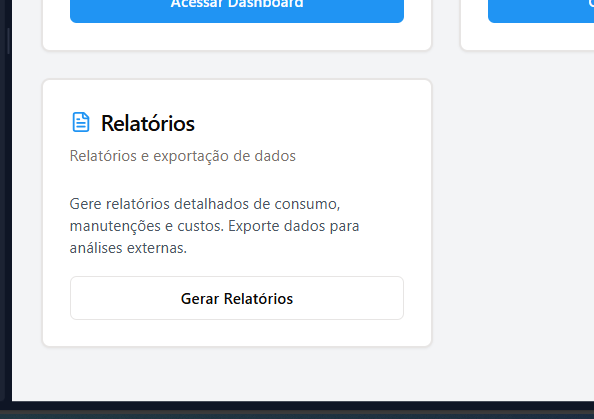 Acessar Dashboard
Relatórios
Relatórios e exportação de dados
Gere relatórios detalhados de consumo,
manutenções e custos. Exporte dados para
análises externas.
Gerar Relatórios